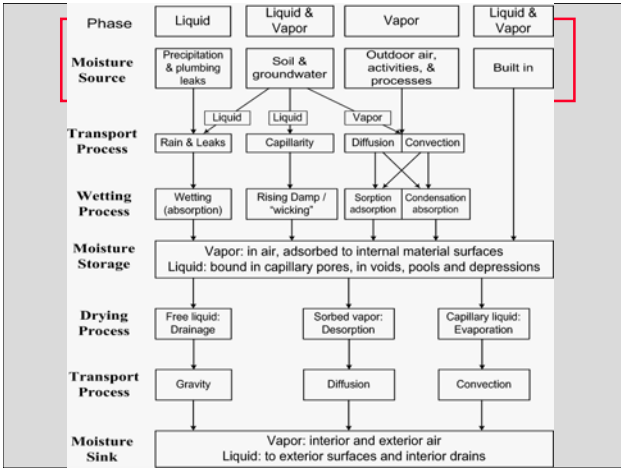 Phase
Liquid
Liquid &
Vapor
Vapor
Liquid &
Vapor
Moisture
Source
Precipitation
& plumbing
leaks
Soil &
groundwater
Outdoor air,
activities, &
processes
Built in
Liquid
Liquid
Vapor
Transport
Process
Rain & Leaks
Capillarity
Diffusion
Convection
Wetting
Process
Wetting
(absorption)
Rising Damp /
"wicking"
Sorption
adsorption
Condensation
absorption
Moisture
Storage
Vapor: in air, adsorbed to internal material surfaces
Liquid: bound in capillary pores, in voids, pools and depressions
Drying
Process
Free liquid:
Drainage
Sorbed vapor:
Desorption
Capillary liquid:
Evaporation
Transport
Process
Gravity
Diffusion
Convection
Moisture
Sink
Vapor: interior and exterior air
Liquid: to exterior surfaces and interior drains